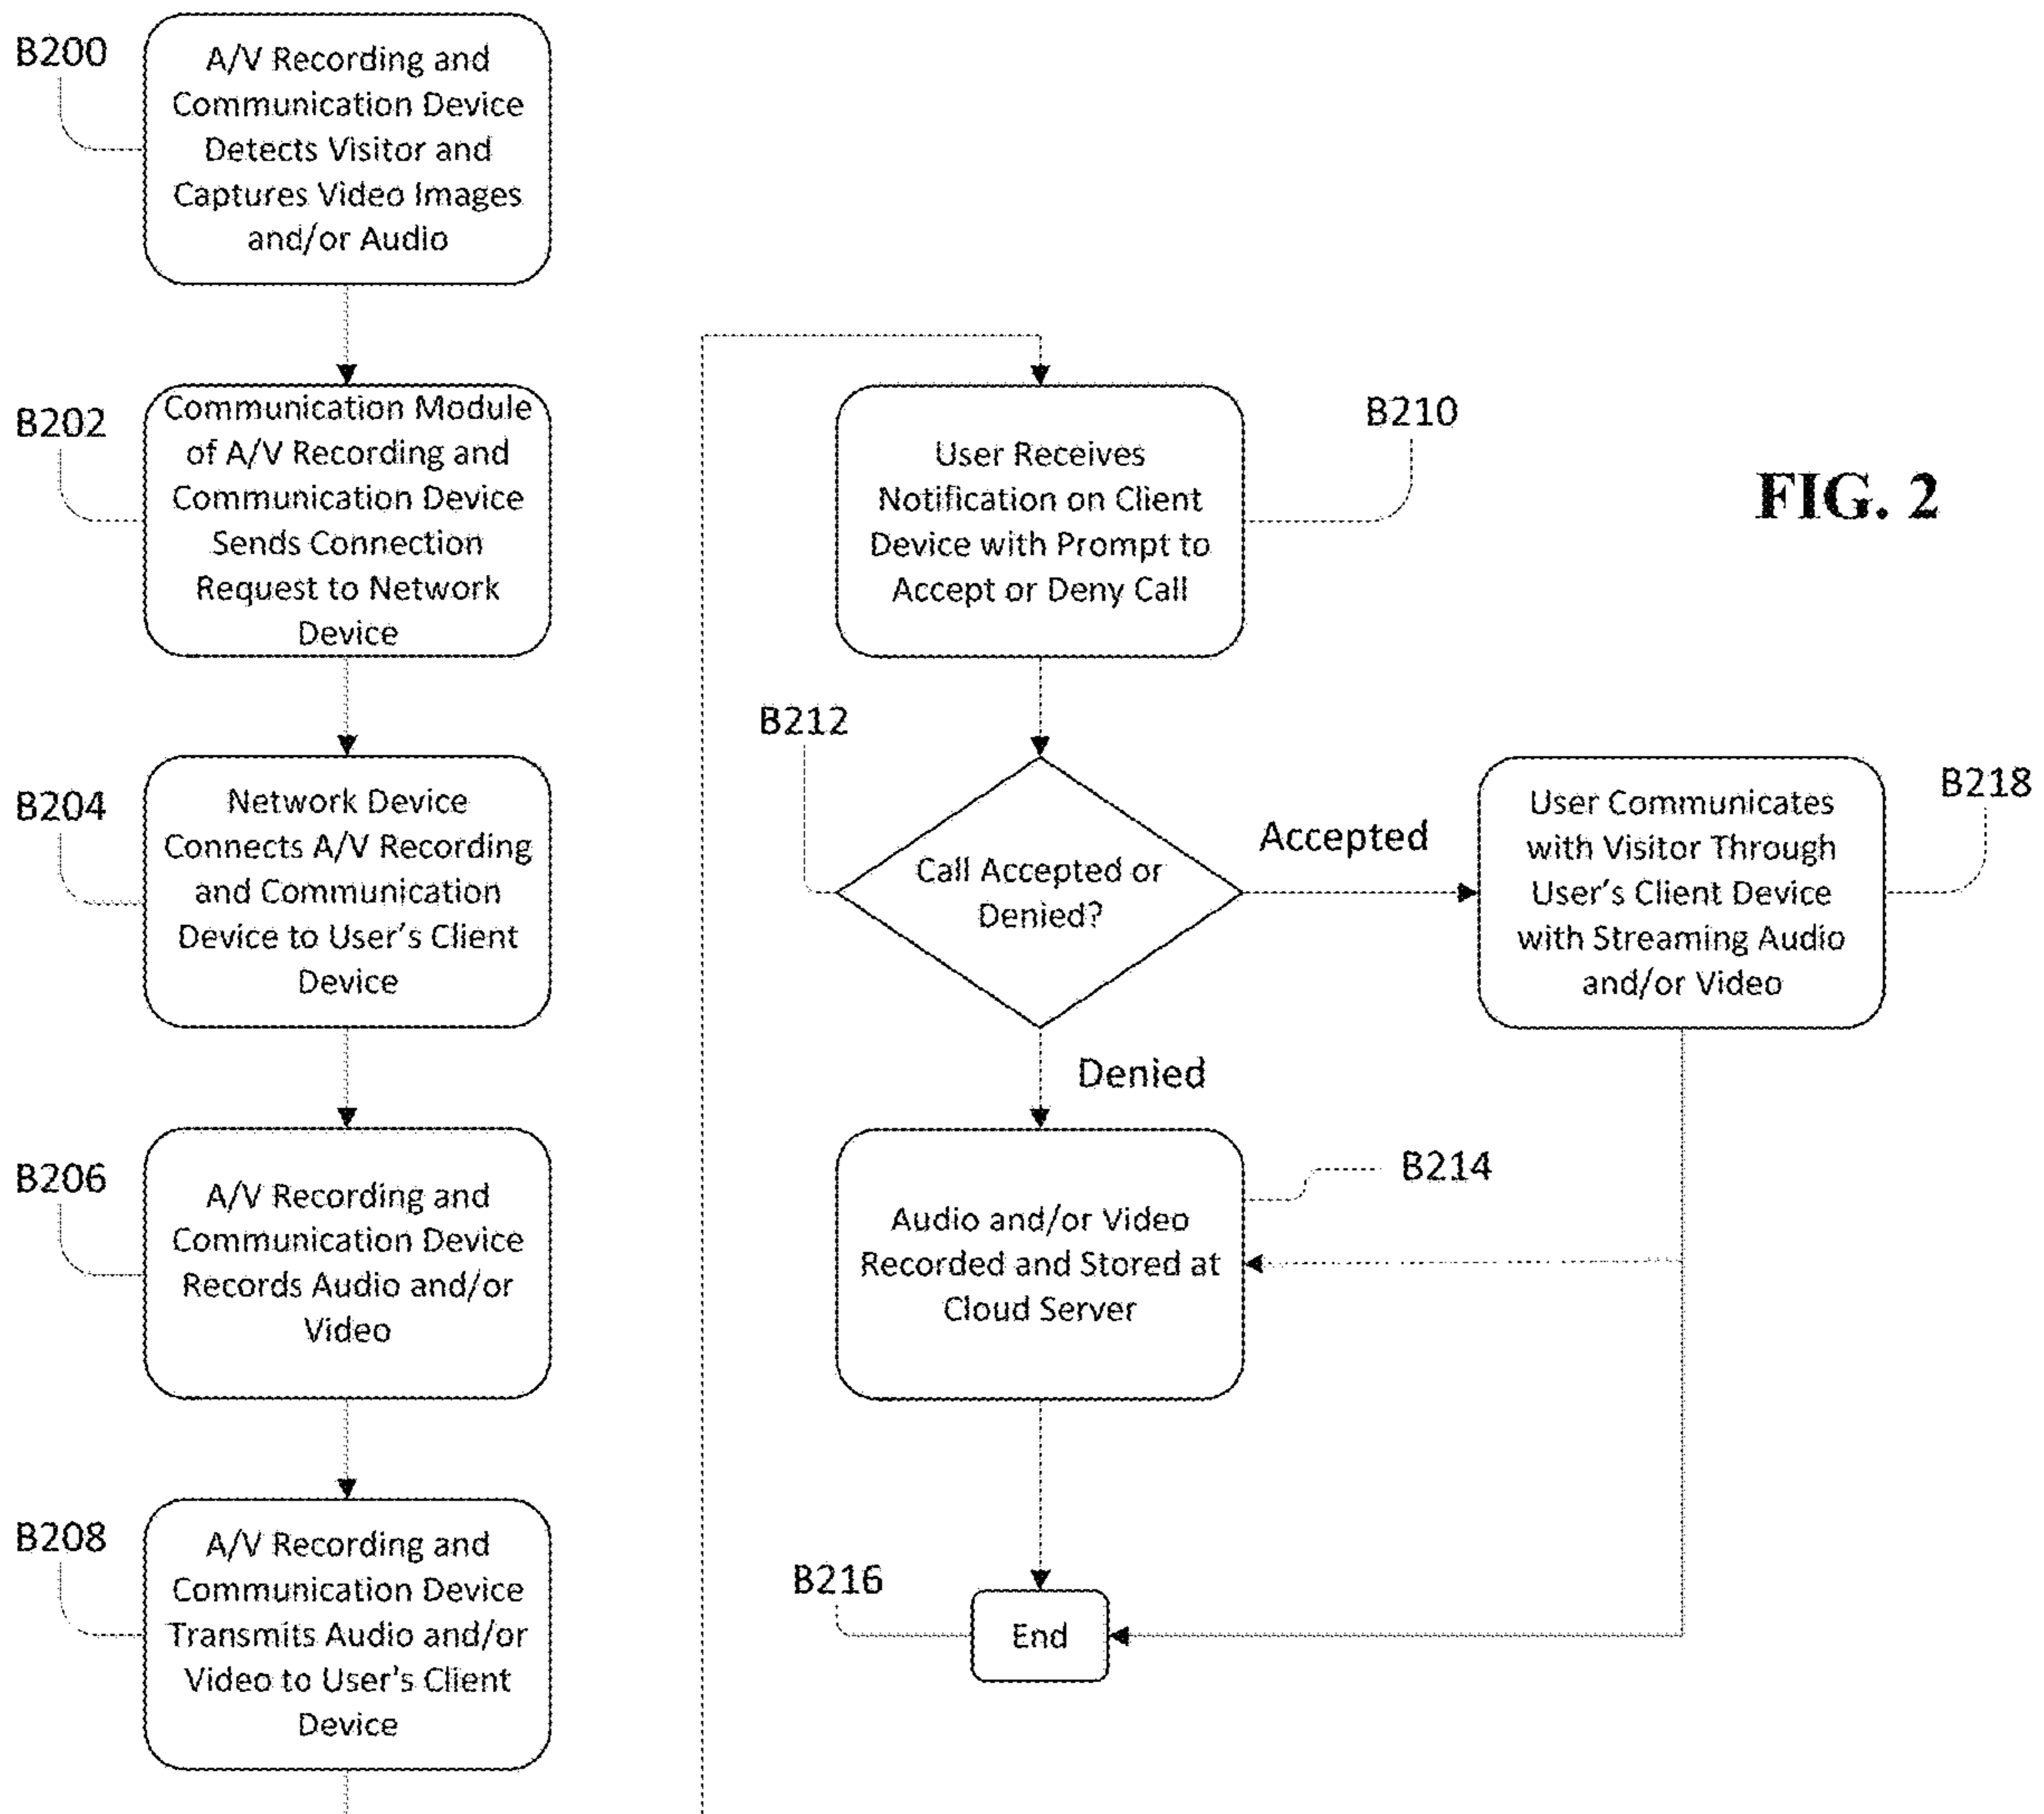 B200
A/V Recording and
Communication Device
Detects Visitor and
Captures Video Images
and/or Audio
B202
Communication Module
of A/V Recording and
Communication Device
Sends Connection
Request to Network
Device
B204
Network Device
Connects A/V Recording
and Communication
Device to User's Client
Device
B206
A/V Recording and
Communication Device
Records Audio and/or
Video
B208
A/V Recording and
Communication Device
Transmits Audio and/or
Video to User's Client
Device
B210
User Receives
Notification on Client
Device with Prompt to
Accept or Deny Call
FIG. 2
B212
Call Accepted or
Denied?
Accepted
B218
User Communicates
with Visitor Through
User's Client Device
with Streaming Audio
and/or Video
Denied
B214
Audio and/or Video
Recorded and Stored at
Cloud Server
B216
End